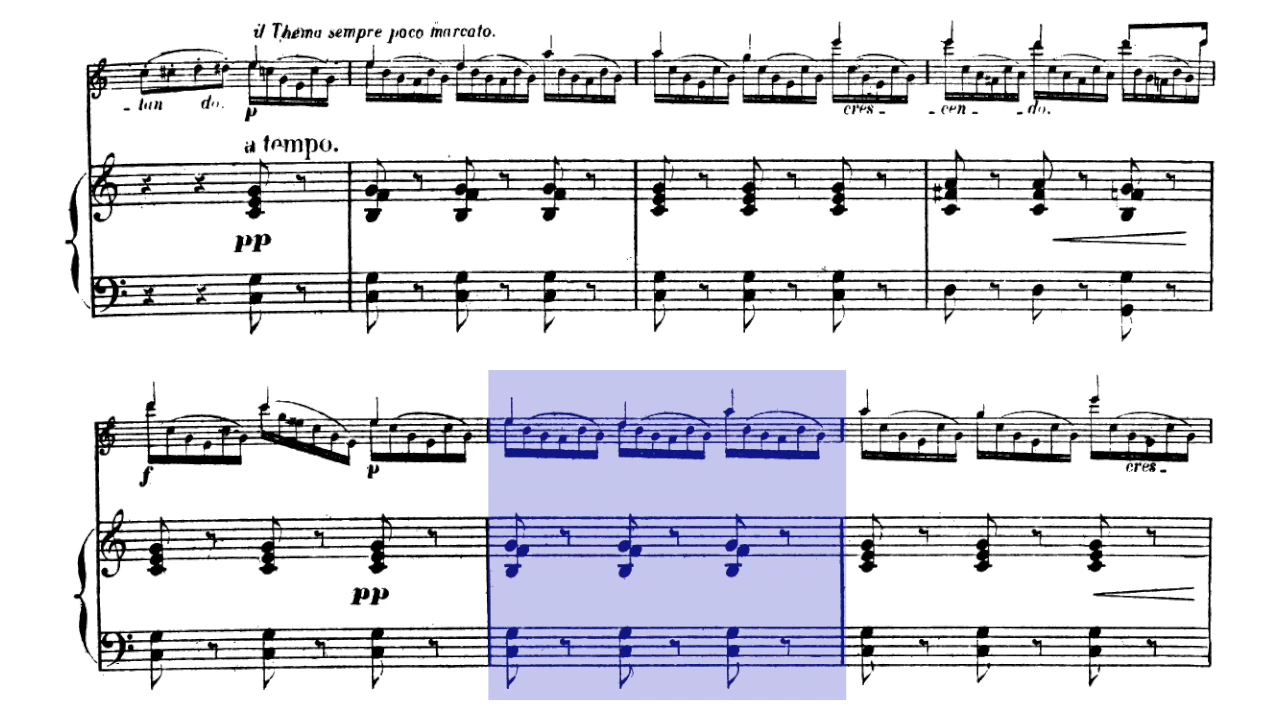 il Thema sempre poco marcato.
- tan do. p
cres - - cen - - do.
a tempo.
pp
f p
cres -
pp